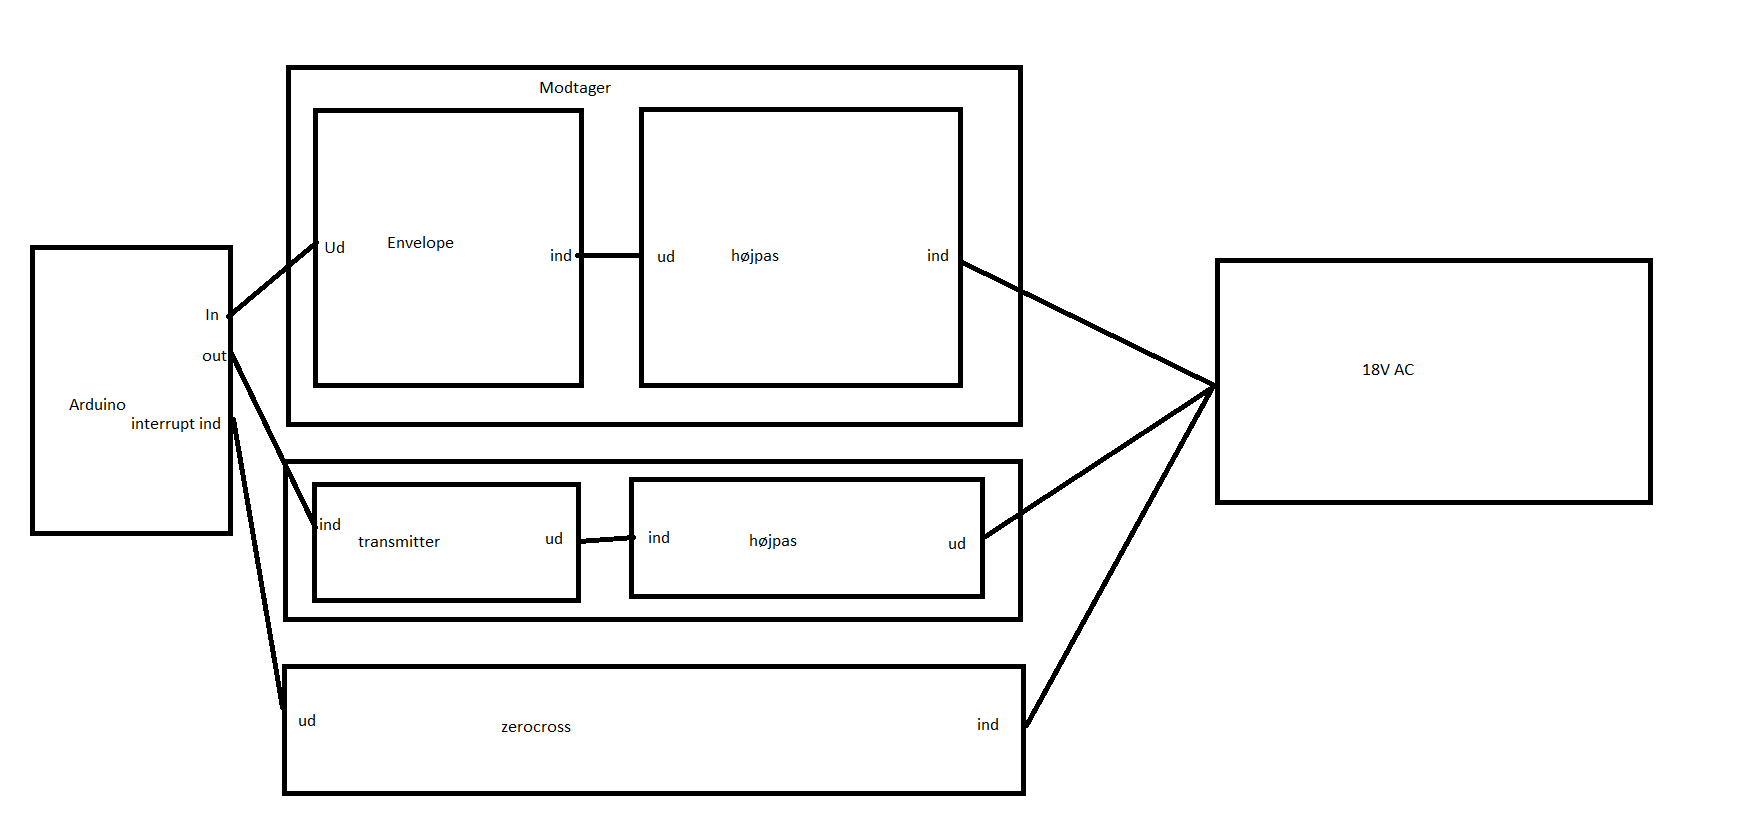 Modtager
Ud
Envelope
ind
ud
højpas
ind
In
out
Arduino
interrupt ind
18V AC
ind
transmitter
ud
ind
højpas
ud
ud
zerocross
ind